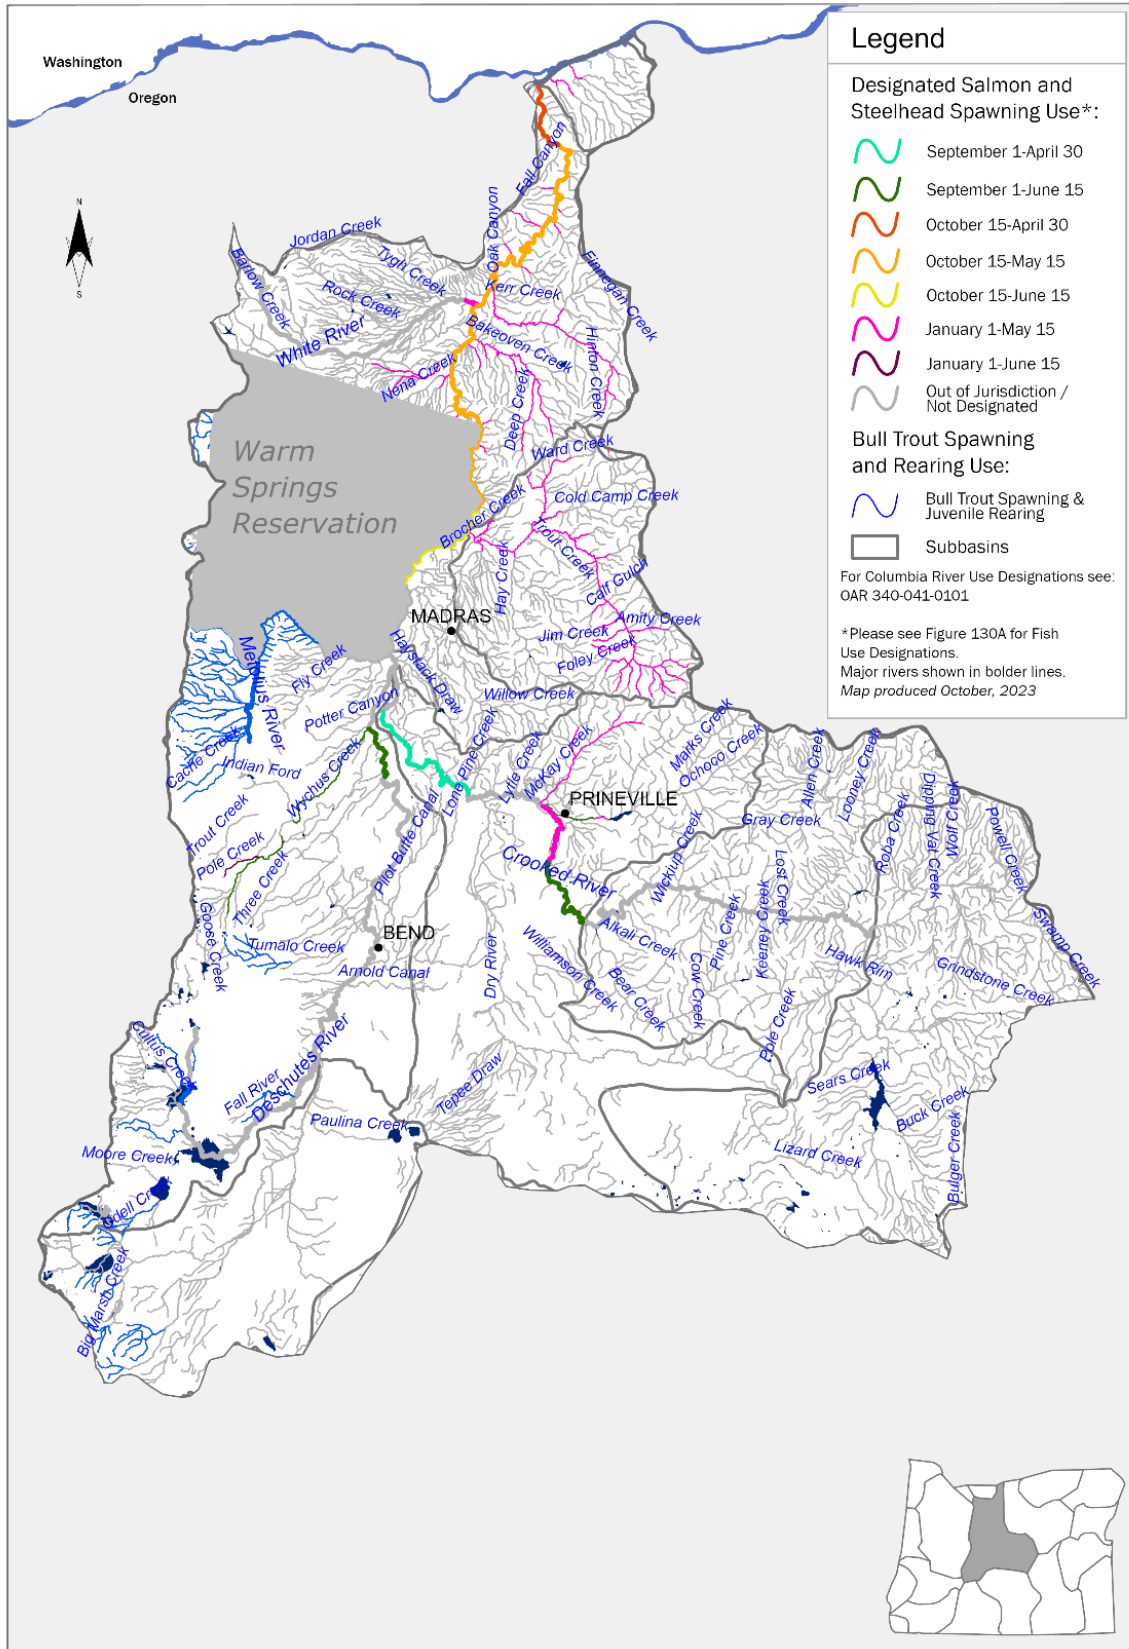 Washington
Oregon
N
S
Legend
Designated Salmon and
Steelhead Spawning Use*:
September 1-April 30
September 1-June 15
October 15-April 30
October 15-May 15
October 15-June 15
January 1-May 15
January 1-June 15
Out of Jurisdiction /
Not Designated
Bull Trout Spawning
and Rearing Use:
Bull Trout Spawning &
Juvenile Rearing
Subbasins
For Columbia River Use Designations see:
OAR 340-041-0101
*Please see Figure 130A for Fish
Use Designations.
Major rivers shown in bolder lines.
Map produced October, 2023
Fall Canyon
Oak Canyon
Jordan Creek
Tygh Creek
Barlow Creek
Rock Creek
White River
Kerr Creek
Finnegan Creek
Bakeoven Creek
Hinton Creek
Nena Creek
Deep Creek
Ward Creek
Warm
Springs
Reservation
Cold Camp Creek
Brocher Creek
Trout Creek
Hay Creek
Calf Gulch
MADRAS
Amity Creek
Jim Creek
Foley Creek
Metolius River
Fly Creek
Haystack Draw
Willow Creek
Potter Canyon
Cache Creek
Indian Ford
Whychus Creek
Lone Pine Creek
Lytle Creek
McKay Creek
Marks Creek
Ochoco Creek
Allen Creek
Looney Creek
PRINEVILLE
Gray Creek
Roba Creek
Dipping Vat Creek
Wolf Creek
Powell Creek
Trout Creek
Pole Creek
Three Creek
Pilot Butte Canal
Crooked River
Wickiup Creek
Lost Creek
Keeney Creek
Pine Creek
Goose Creek
Tumalo Creek
BEND
Arnold Canal
Dry River
Williamson Creek
Alkali Creek
Bear Creek
Cow Creek
Hawk Rim
Swamp Creek
Grindstone Creek
Pole Creek
Cultus Creek
Fall River
Deschutes River
Tepee Draw
Sears Creek
Buck Creek
Paulina Creek
Moore Creek
Lizard Creek
Bulger Creek
Odell Creek
Big Marsh Creek